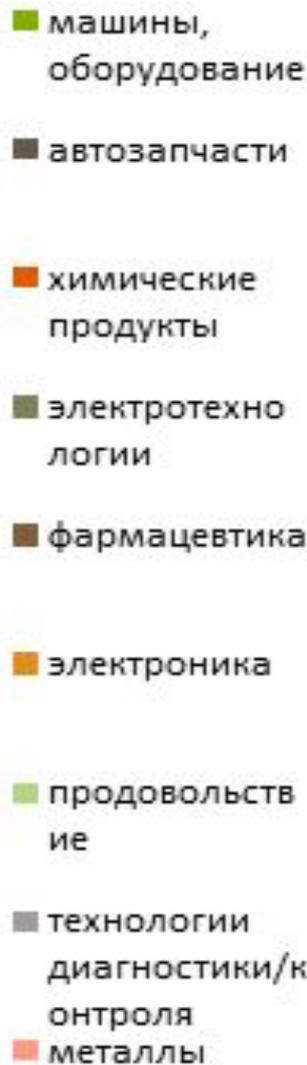 машины,
оборудование
автозапчасти
химические
продукты
электротехно
логии
фармацевтика
электроника
продовольств
ие
технологии
диагностики/к
онтроля
металлы